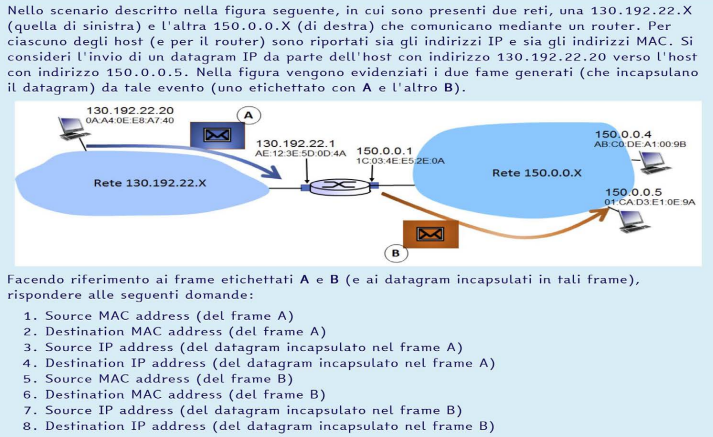 Nello scenario descritto nella figura seguente, in cui sono presenti due reti, una 130.192.22.X
(quella di sinistra) e l'altra 150.0.0.X (di destra) che comunicano mediante un router. Per
ciascuno degli host (e per il router) sono riportati sia gli indirizzi IP e sia gli indirizzi MAC. Si
consideri l'invio di un datagram IP da parte dell'host con indirizzo 130.192.22.20 verso l'host
con indirizzo 150.0.0.5. Nella figura vengono evidenziati i due fame generati (che incapsulano
il datagram) da tale evento (uno etichettato con A e l'altro B).
130.192.22.20
0A:A4:0E:E8:A7:40
A
130.192.22.1
AE:12:3E:5D:0D:4A
150.0.0.1
1C:03:4E:E5:2E:0A
150.0.0.4
AB:C0:DE:A1:00:9B
Rete 130.192.22.X
Rete 150.0.0.X
150.0.0.5
01:CA:D3:E1:0E:9A
B
Facendo riferimento ai frame etichettati A e B (e ai datagram incapsulati in tali frame),
rispondere alle seguenti domande:
1. Source MAC address (del frame A)
2. Destination MAC address (del frame A)
3. Source IP address (del datagram incapsulato nel frame A)
4. Destination IP address (del datagram incapsulato nel frame A)
5. Source MAC address (del frame B)
6. Destination MAC address (del frame B)
7. Source IP address (del datagram incapsulato nel frame B)
8. Destination IP address (del datagram incapsulato nel frame B)